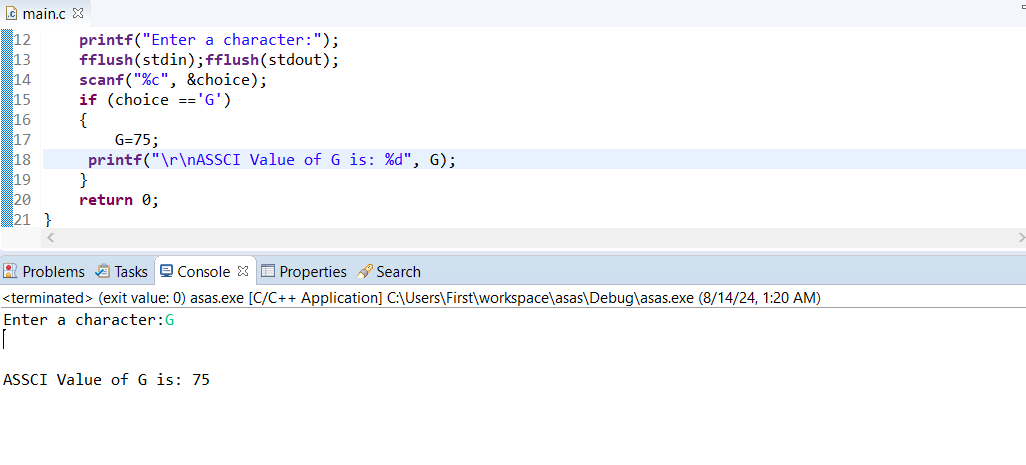 main.c
12 printf("Enter a character:");
13 fflush(stdin);fflush(stdout);
14 scanf("%c", &choice);
15 if (choice =='G')
16 {
17 G=75;
18 printf("\r\nASSCI Value of G is: %d", G);
19 }
20 return 0;
21 }
Problems Tasks Console Properties Search
<terminated> (exit value: 0) asas.exe [C/C++ Application] C:\Users\First\workspace\asas\Debug\asas.exe (8/14/24, 1:20 AM)
Enter a character:G
ASSCI Value of G is: 75